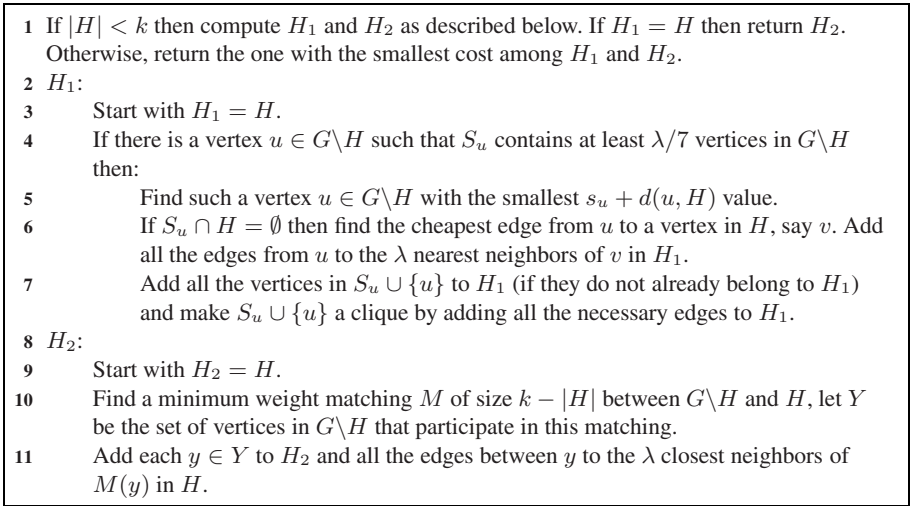 1 If |H| < k then compute H₁ and H₂ as described below. If H₁ = H then return H₂.
Otherwise, return the one with the smallest cost among H₁ and H₂.
2 H₁:
3 Start with H₁ = H.
4 If there is a vertex u ∈ G\H such that Sᵤ contains at least λ/7 vertices in G\H
then:
5 Find such a vertex u ∈ G\H with the smallest sᵤ + d(u, H) value.
6 If Sᵤ ∩ H = ∅ then find the cheapest edge from u to a vertex in H, say v. Add
all the edges from u to the λ nearest neighbors of v in H₁.
7 Add all the vertices in Sᵤ ∪ {u} to H₁ (if they do not already belong to H₁)
and make Sᵤ ∪ {u} a clique by adding all the necessary edges to H₁.
8 H₂:
9 Start with H₂ = H.
10 Find a minimum weight matching M of size k − |H| between G\H and H, let Y
be the set of vertices in G\H that participate in this matching.
11 Add each y ∈ Y to H₂ and all the edges between y to the λ closest neighbors of
M(y) in H.